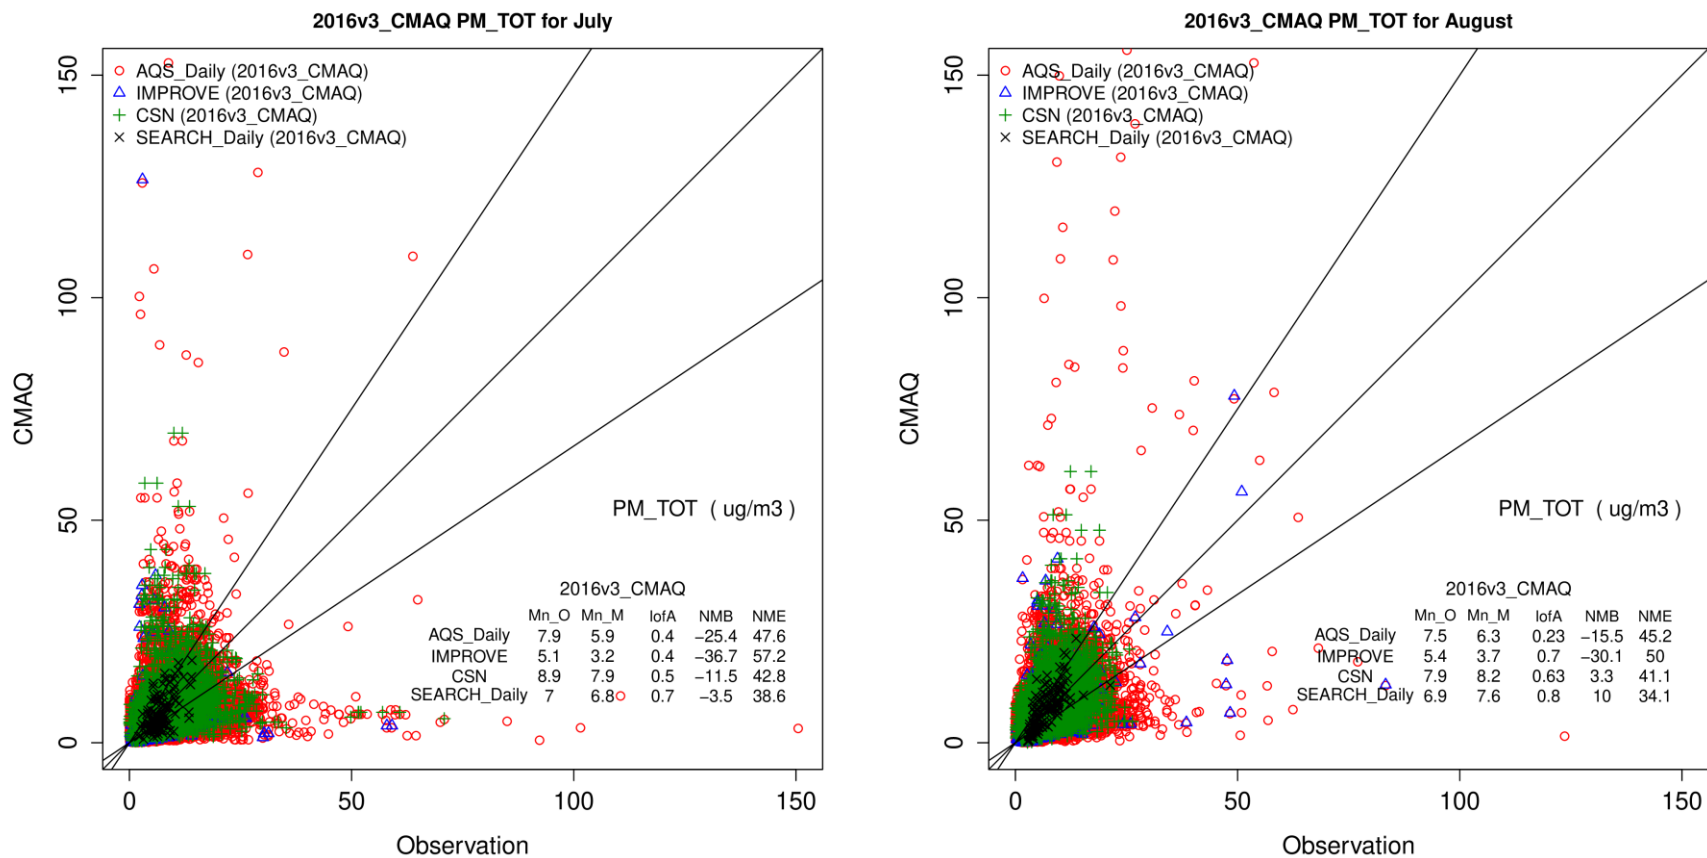 2016v3_CMAQ PM_TOT for July
AQS_Daily (2016v3_CMAQ)
IMPROVE (2016v3_CMAQ)
CSN (2016v3_CMAQ)
SEARCH_Daily (2016v3_CMAQ)
150
100
50
0
CMAQ
PM_TOT ( ug/m3 )
2016v3_CMAQ
Mn_O Mn_M IofA NMB NME
AQS_Daily 7.9 5.9 0.4 −25.4 47.6
IMPROVE 5.1 3.2 0.4 −36.7 57.2
CSN 8.9 7.9 0.5 −11.5 42.8
SEARCH_Daily 7 6.8 0.7 −3.5 38.6
0 50 100 150
Observation
2016v3_CMAQ PM_TOT for August
AQS_Daily (2016v3_CMAQ)
IMPROVE (2016v3_CMAQ)
CSN (2016v3_CMAQ)
SEARCH_Daily (2016v3_CMAQ)
150
100
50
0
CMAQ
PM_TOT ( ug/m3 )
2016v3_CMAQ
Mn_O Mn_M IofA NMB NME
AQS_Daily 7.5 6.3 0.23 −15.5 45.2
IMPROVE 5.4 3.7 0.7 −30.1 50
CSN 7.9 8.2 0.63 3.3 41.1
SEARCH_Daily 6.9 7.6 0.8 10 34.1
0 50 100 150
Observation